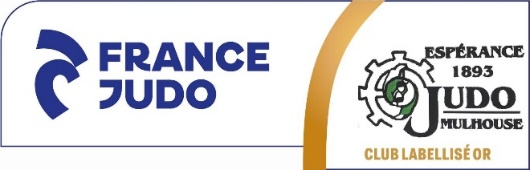 FRANCE
JUDO
ESPÉRANCE
1893
JUDO
MULHOUSE
CLUB LABELLISÉ OR